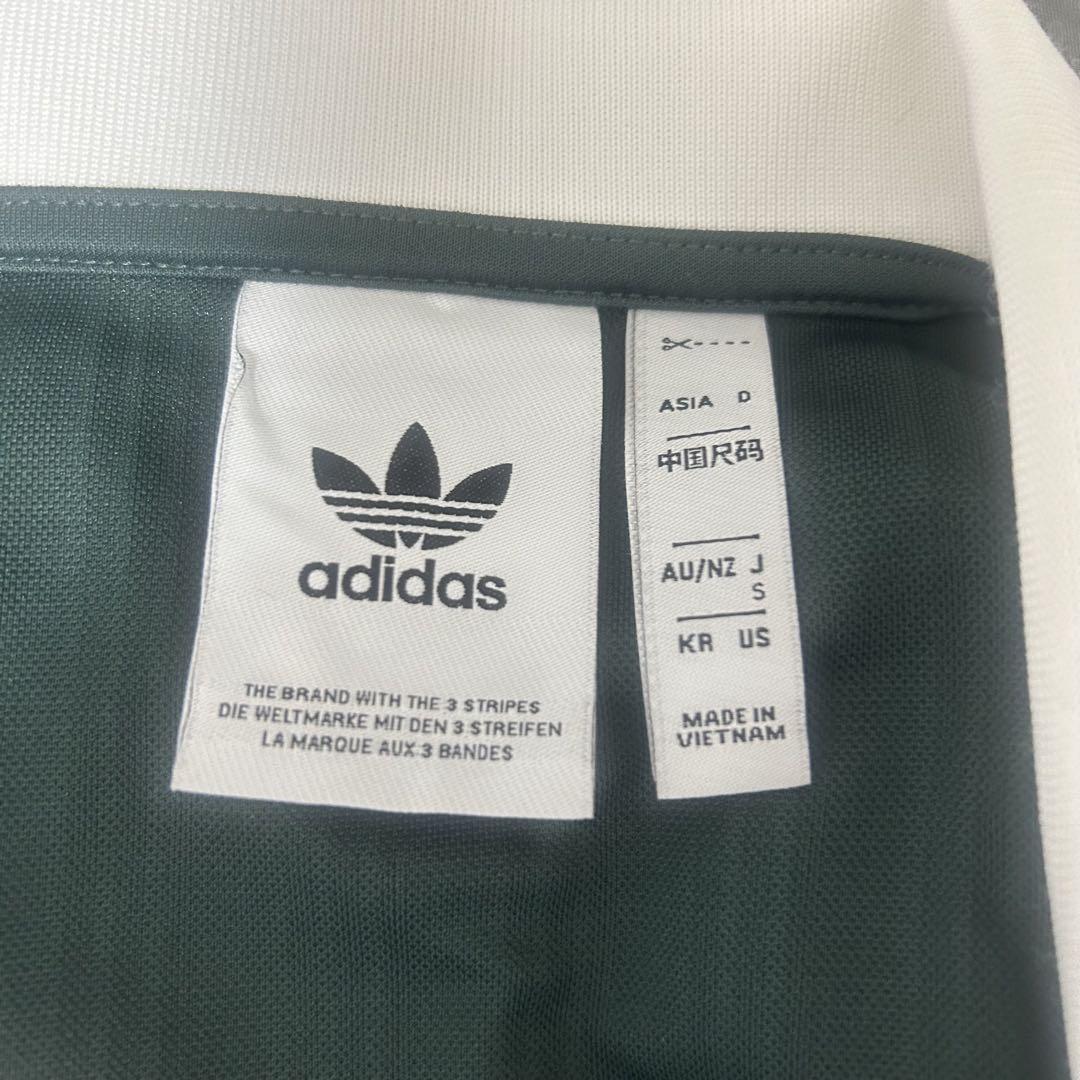 adidas
THE BRAND WITH THE 3 STRIPES
DIE WELTMARKE MIT DEN 3 STREIFEN
LA MARQUE AUX 3 BANDES
ASIA D
中国尺码
AU/NZ J
S
KR US
MADE IN
VIETNAM